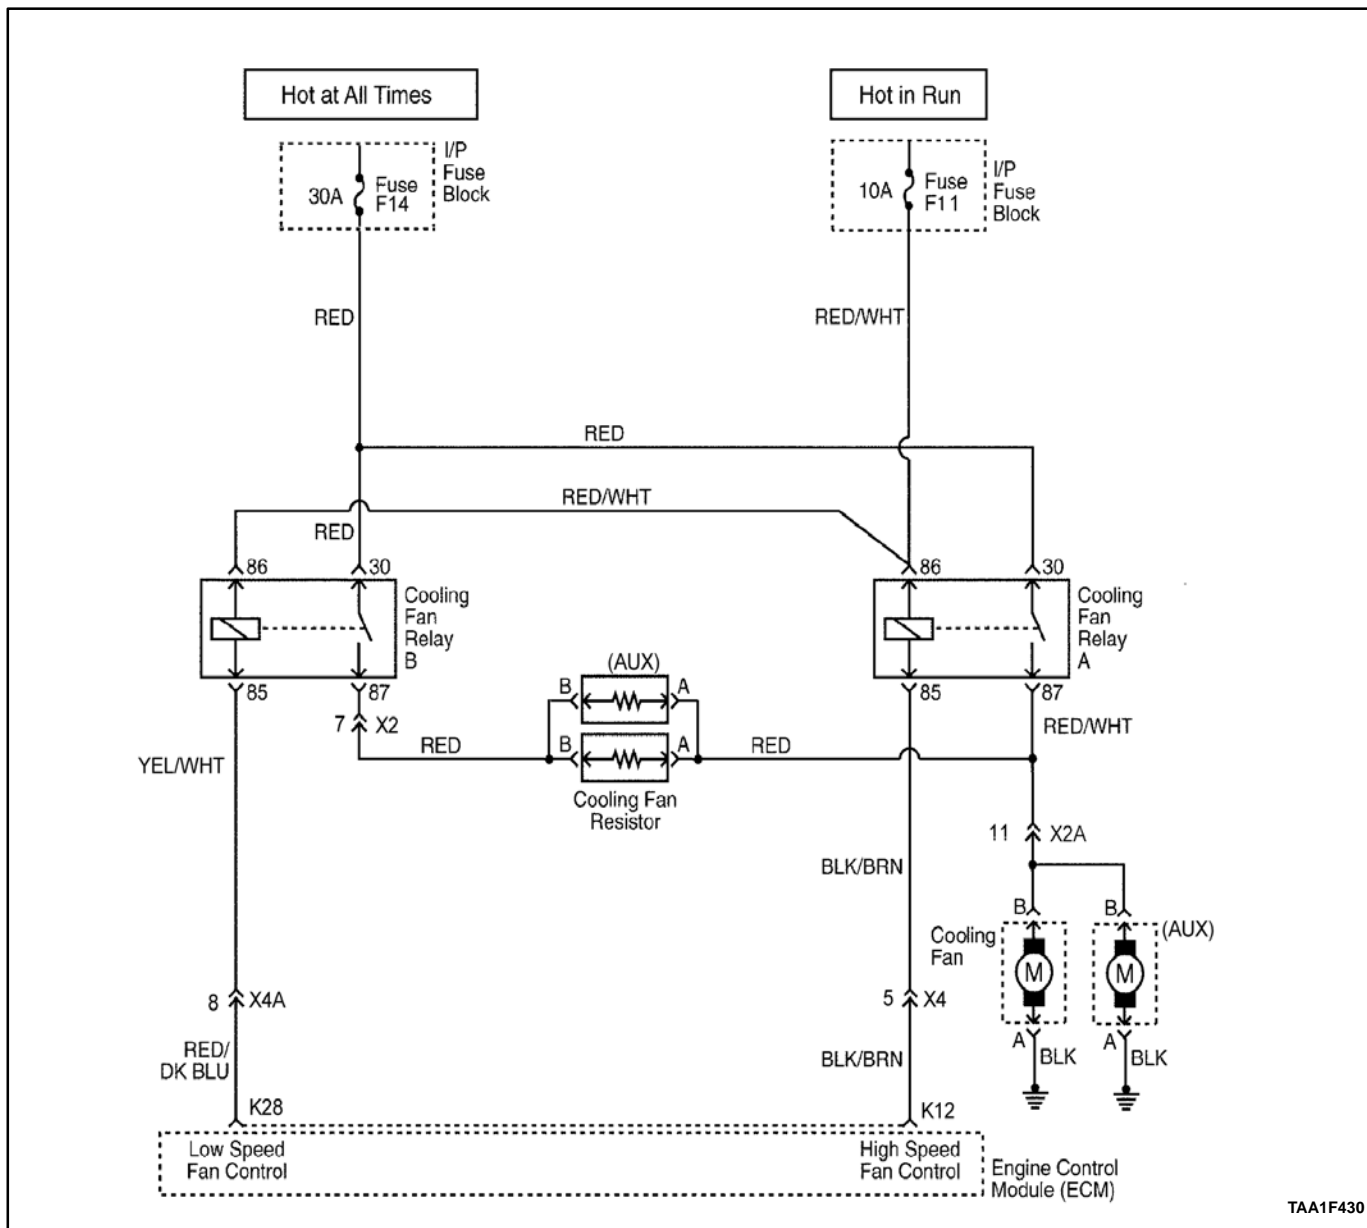 Hot at All Times
Hot in Run
30A
Fuse
F14
I/P
Fuse
Block
10A
Fuse
F11
I/P
Fuse
Block
RED
RED/WHT
RED
RED/WHT
RED
86
30
Cooling
Fan
Relay
B
85
87
86
30
Cooling
Fan
Relay
A
85
87
(AUX)
B
A
B
A
Cooling Fan
Resistor
7
X2
RED
RED
RED/WHT
YEL/WHT
BLK/BRN
11
X2A
B
Cooling
Fan
M
A
BLK
B
(AUX)
M
A
BLK
8
X4A
5
X4
RED/
DK BLU
BLK/BRN
K28
K12
Low Speed
Fan Control
High Speed
Fan Control
Engine Control
Module (ECM)
TAA1F430